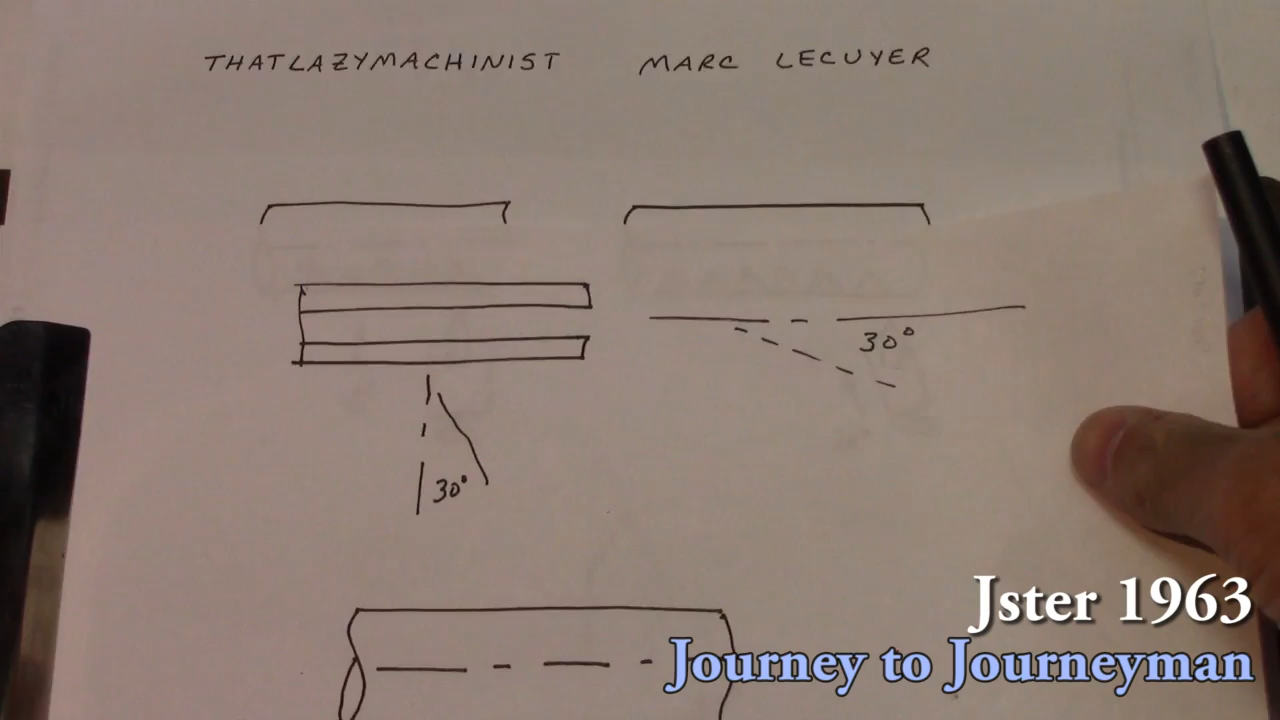 THATLAZYMACHINIST MARC LECUYER
30°
30°
Jster 1963
Journey to Journeyman